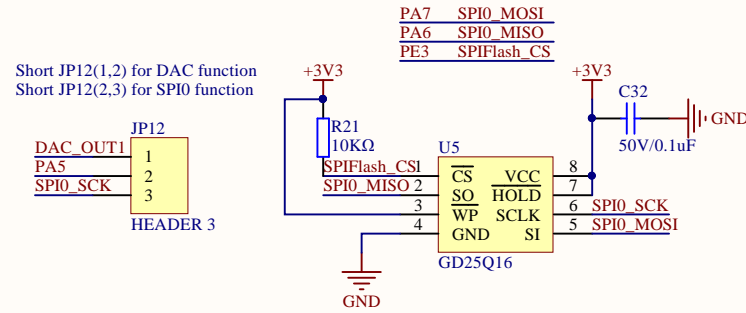 PA7 SPI0_MOSI
PA6 SPI0_MISO
PE3 SPIFlash_CS
Short JP12(1,2) for DAC function
Short JP12(2,3) for SPI0 function
+3V3
+3V3
C32
GND
50V/0.1uF
JP12
DAC_OUT1 1
PA5 2
SPI0_SCK 3
HEADER 3
R21
10KΩ
U5
SPIFlash_CS 1 CS VCC 8
SPI0_MISO 2 SO HOLD 7
3 WP SCLK 6 SPI0_SCK
4 GND SI 5 SPI0_MOSI
GD25Q16
GND